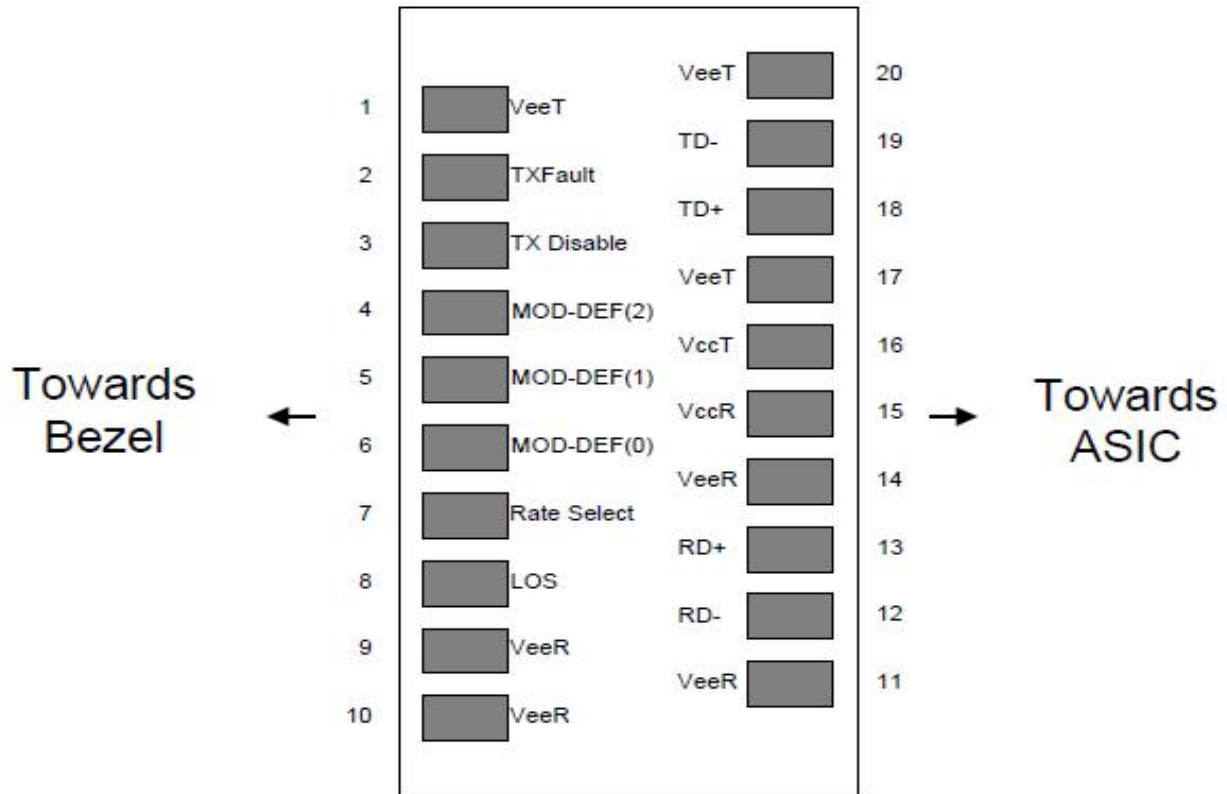 VeeT 20
1 VeeT
TD- 19
2 TXFault
TD+ 18
3 TX Disable
VeeT 17
4 MOD-DEF(2)
VccT 16
5 MOD-DEF(1)
Towards
Bezel
VccR 15
Towards
ASIC
6 MOD-DEF(0)
VeeR 14
7 Rate Select
RD+ 13
8 LOS
RD- 12
9 VeeR
VeeR 11
10 VeeR